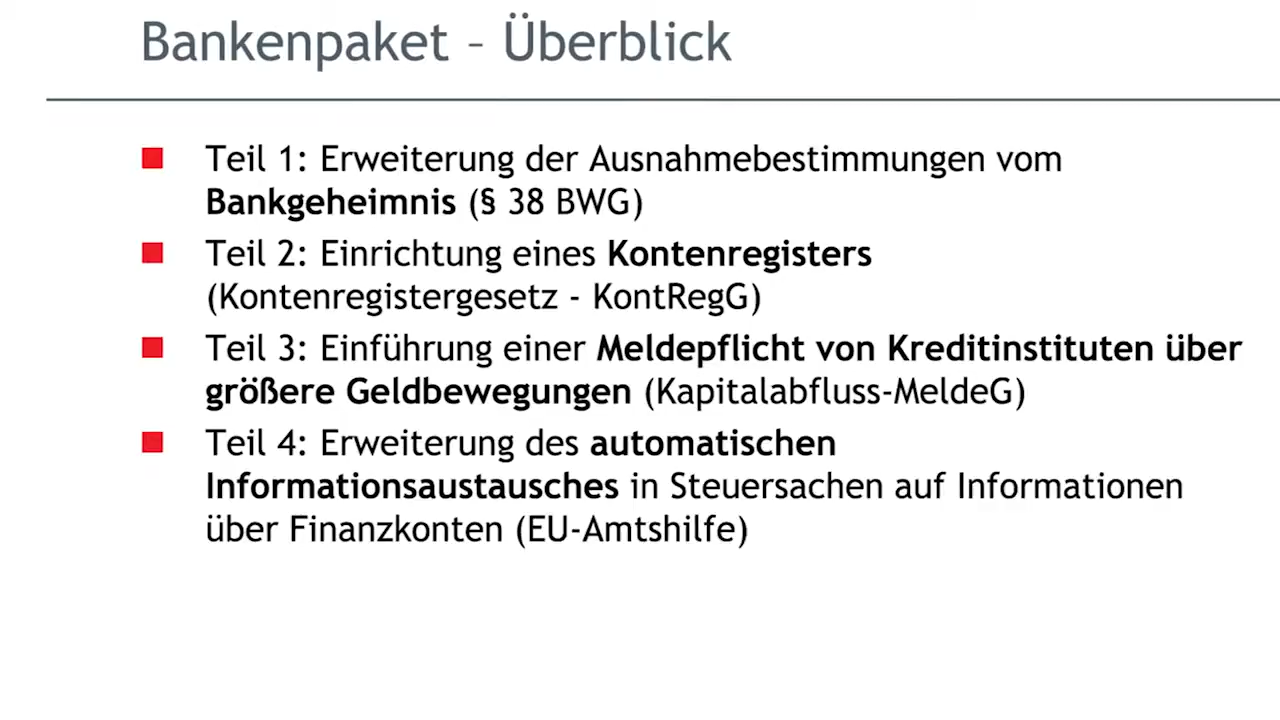 Bankenpaket – Überblick
Teil 1: Erweiterung der Ausnahmebestimmungen vom
Bankgeheimnis (§ 38 BWG)
Teil 2: Einrichtung eines Kontenregisters
(Kontenregistergesetz - KontRegG)
Teil 3: Einführung einer Meldepflicht von Kreditinstituten über
größere Geldbewegungen (Kapitalabfluss-MeldeG)
Teil 4: Erweiterung des automatischen
Informationsaustausches in Steuersachen auf Informationen
über Finanzkonten (EU-Amtshilfe)